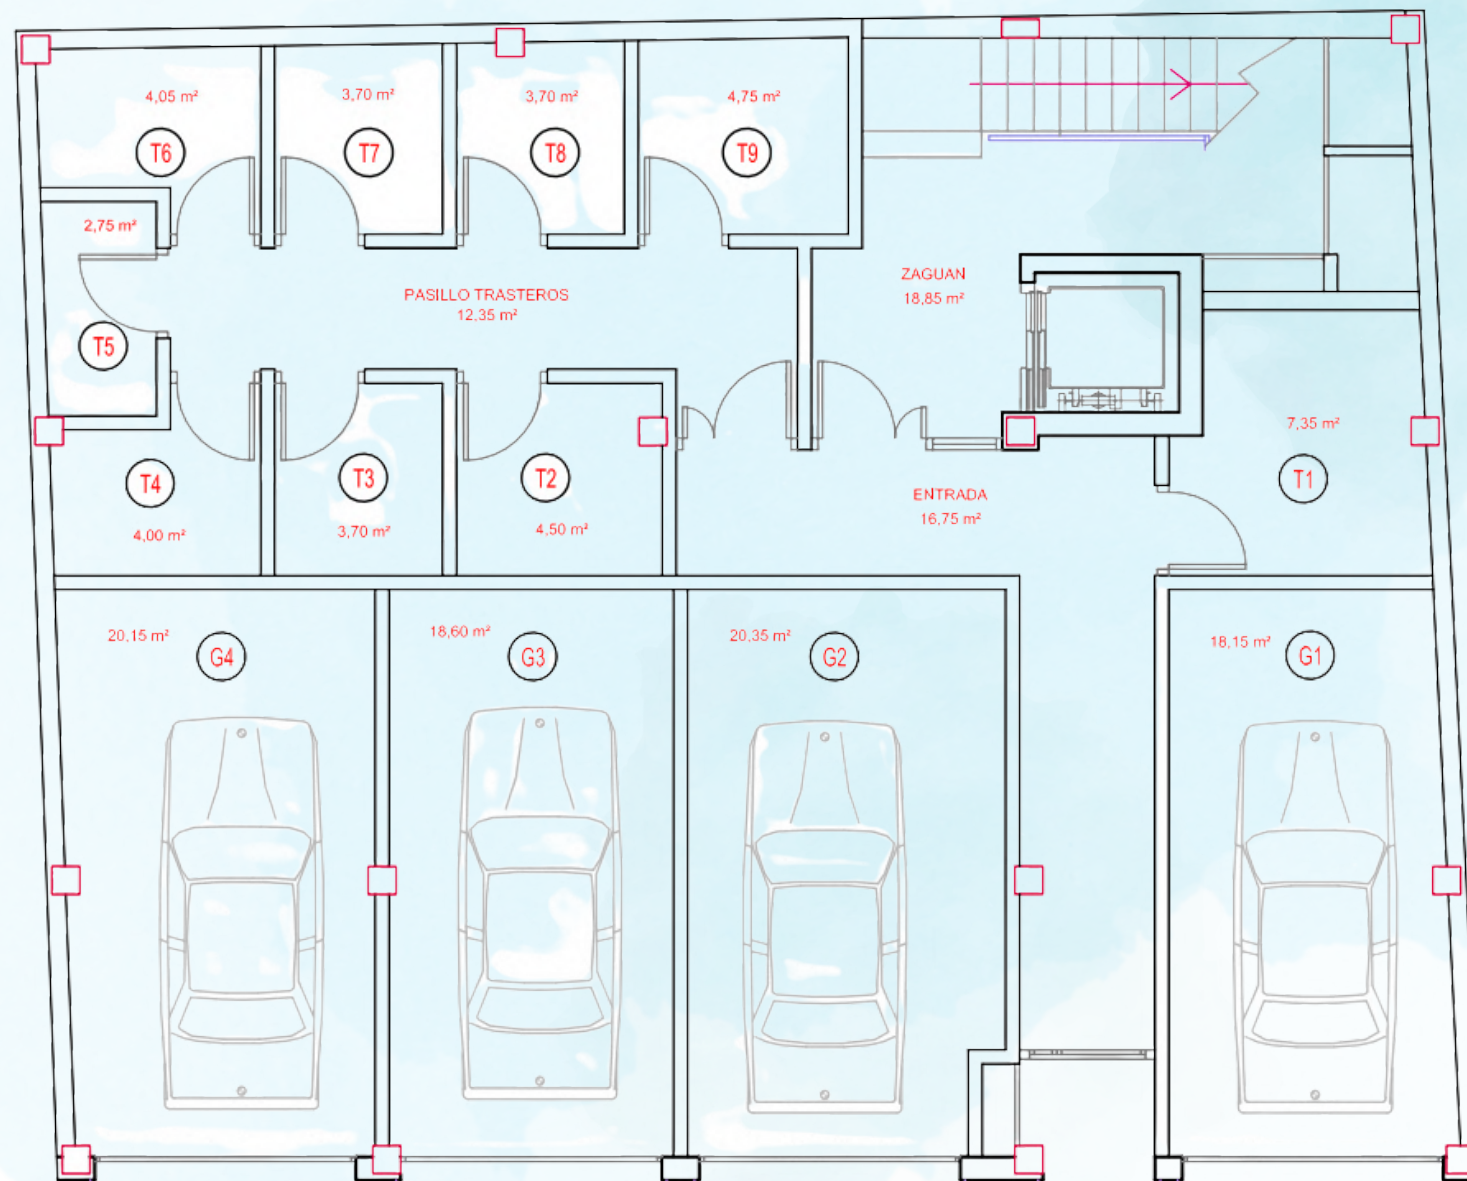 4,05 m²
T6
3,70 m²
T7
3,70 m²
T8
4,75 m²
T9
2,75 m²
T5
PASILLO TRASTEROS
12,35 m²
ZAGUAN
18,85 m²
T4
4,00 m²
T3
3,70 m²
T2
4,50 m²
ENTRADA
16,75 m²
7,35 m²
T1
20,15 m²
G4
18,60 m²
G3
20,35 m²
G2
18,15 m²
G1